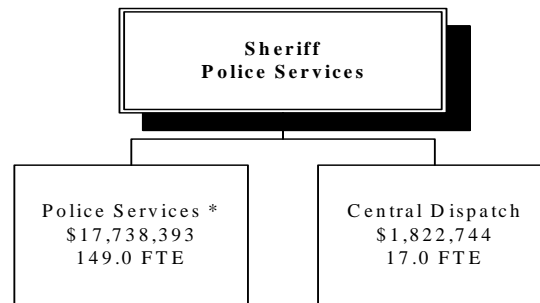 Sheriff
Police Services
Police Services *
$17,738,393
149.0 FTE
Central Dispatch
$1,822,744
17.0 FTE